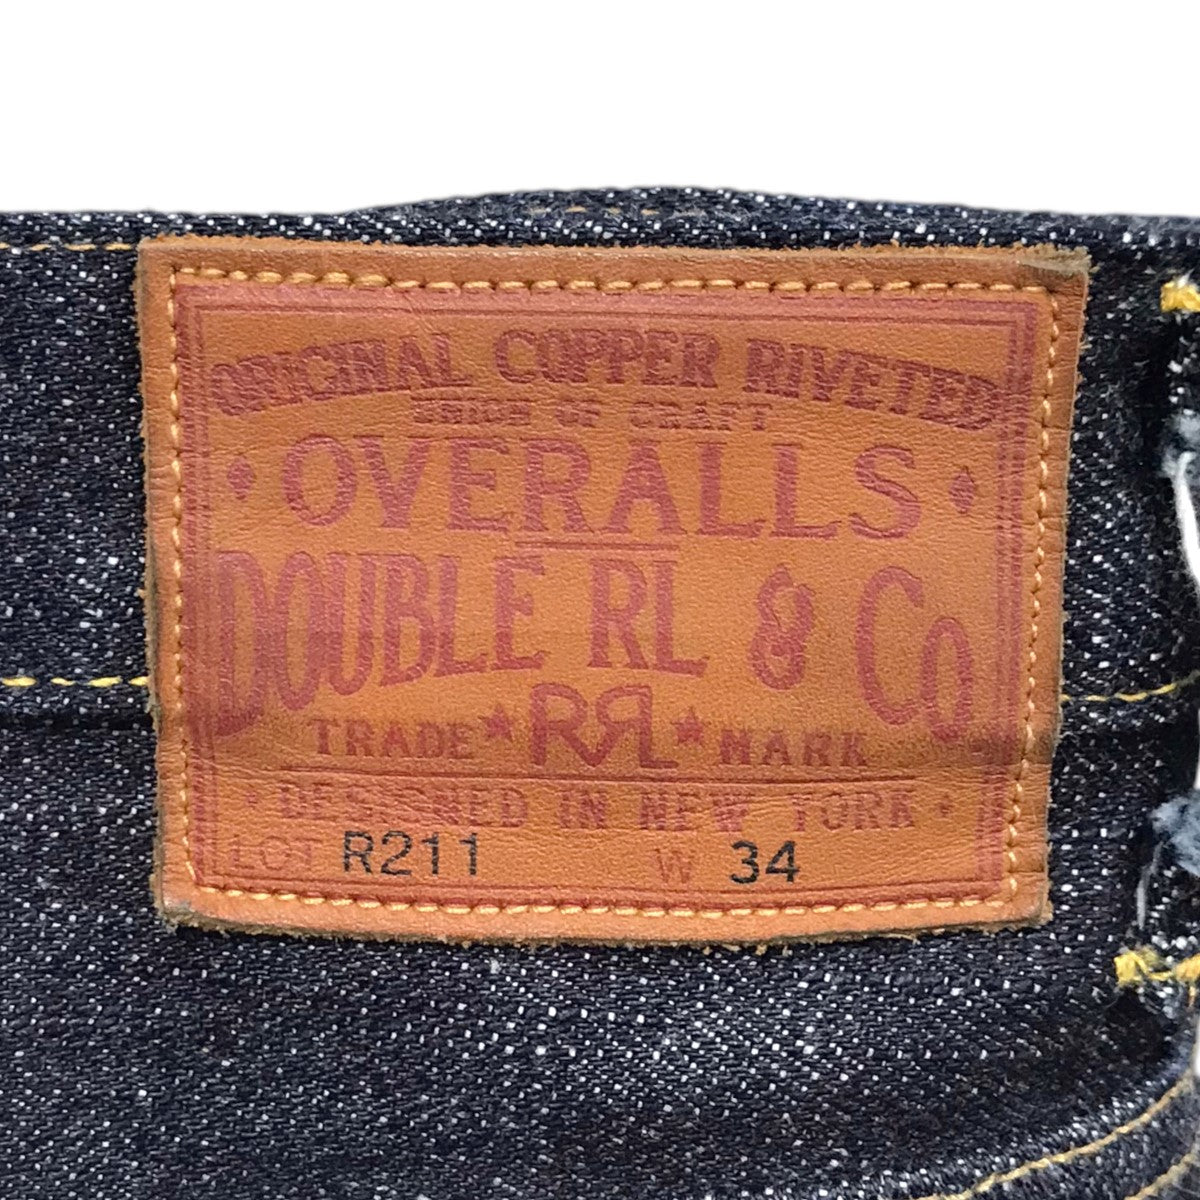 ORIGINAL COPPER RIVETED
UNION OF CRAFT
OVERALLS
DOUBLE RL & CO
TRADE RRL MARK
DESIGNED IN NEW YORK
LOT R211 W 34